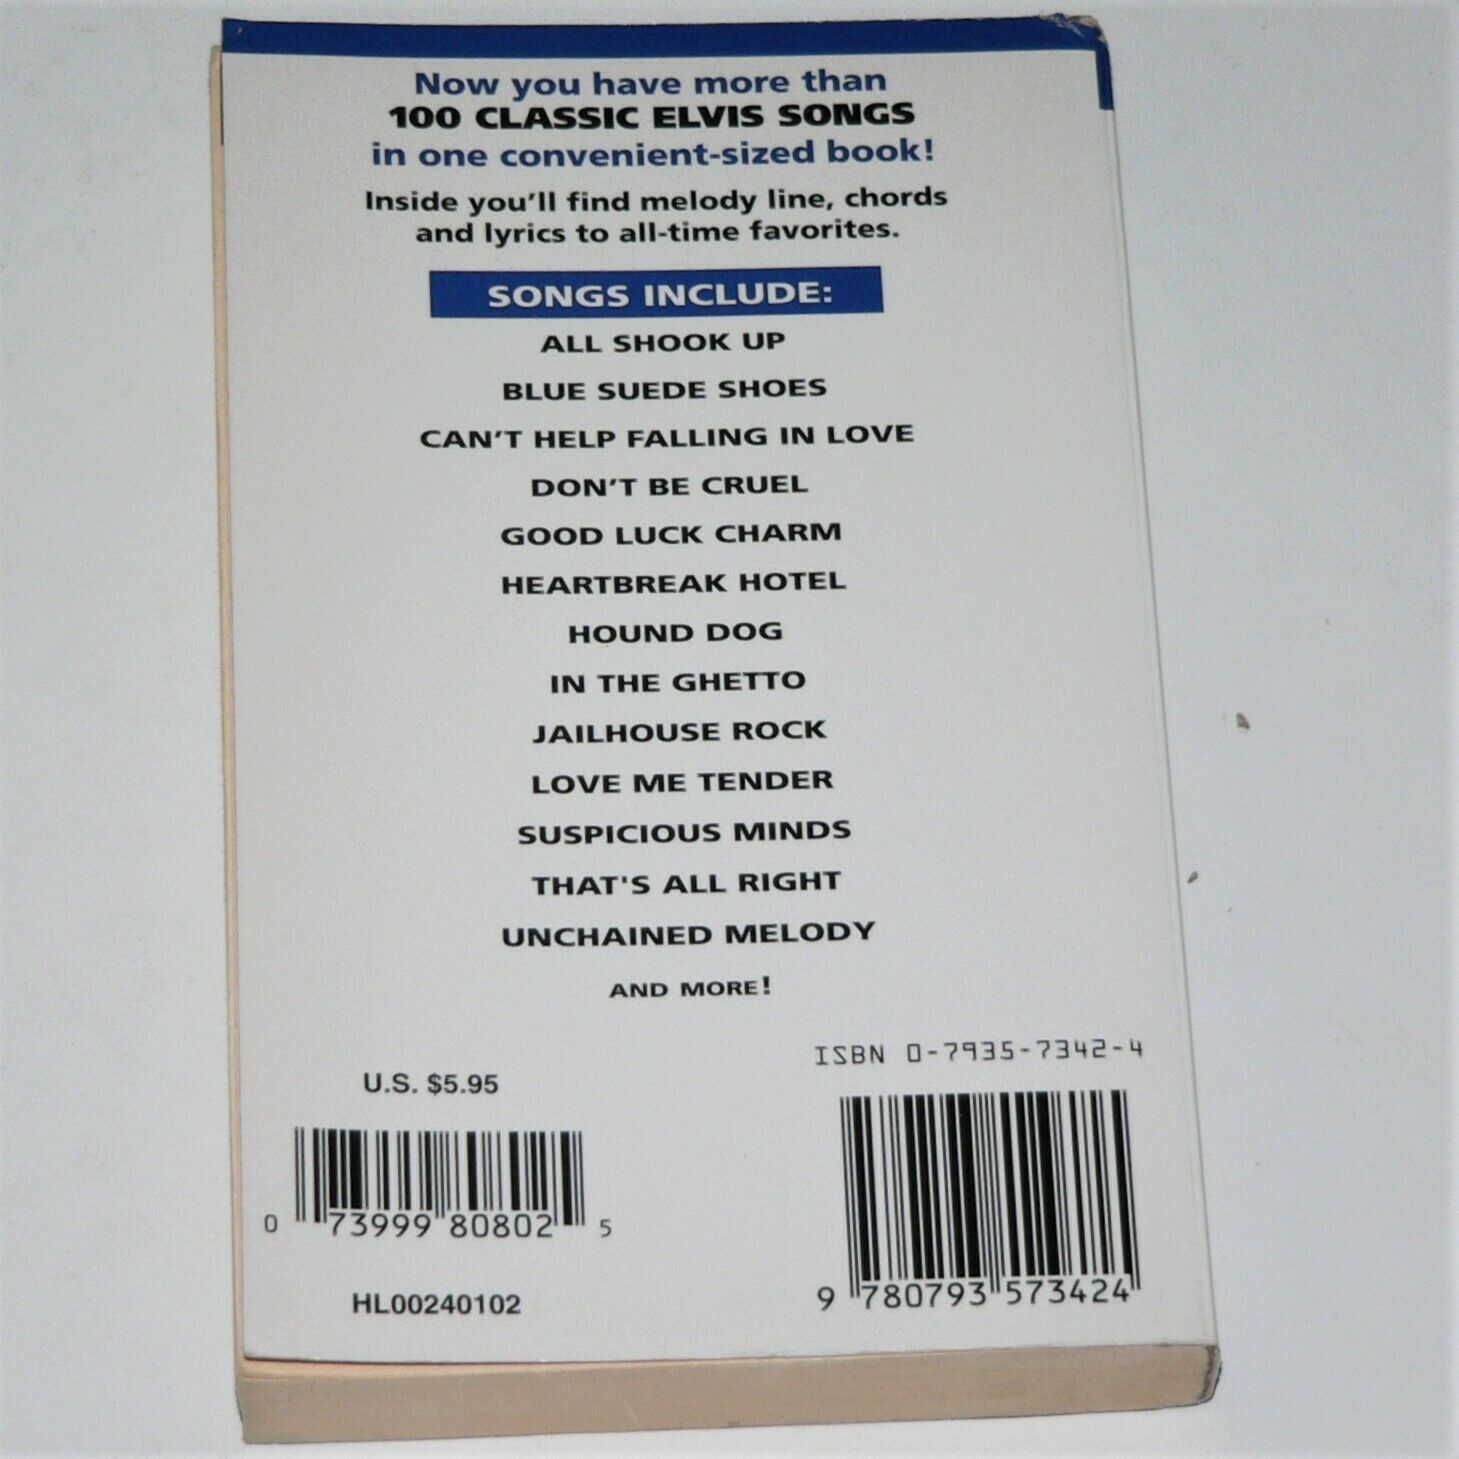 Now you have more than
100 CLASSIC ELVIS SONGS
in one convenient-sized book!
Inside you'll find melody line, chords
and lyrics to all-time favorites.
SONGS INCLUDE:
ALL SHOOK UP
BLUE SUEDE SHOES
CAN'T HELP FALLING IN LOVE
DON'T BE CRUEL
GOOD LUCK CHARM
HEARTBREAK HOTEL
HOUND DOG
IN THE GHETTO
JAILHOUSE ROCK
LOVE ME TENDER
SUSPICIOUS MINDS
THAT'S ALL RIGHT
UNCHAINED MELODY
AND MORE!
U.S. $5.95
0 73999 80802 5
HL00240102
ISBN 0-7935-7342-4
9 780793 573424